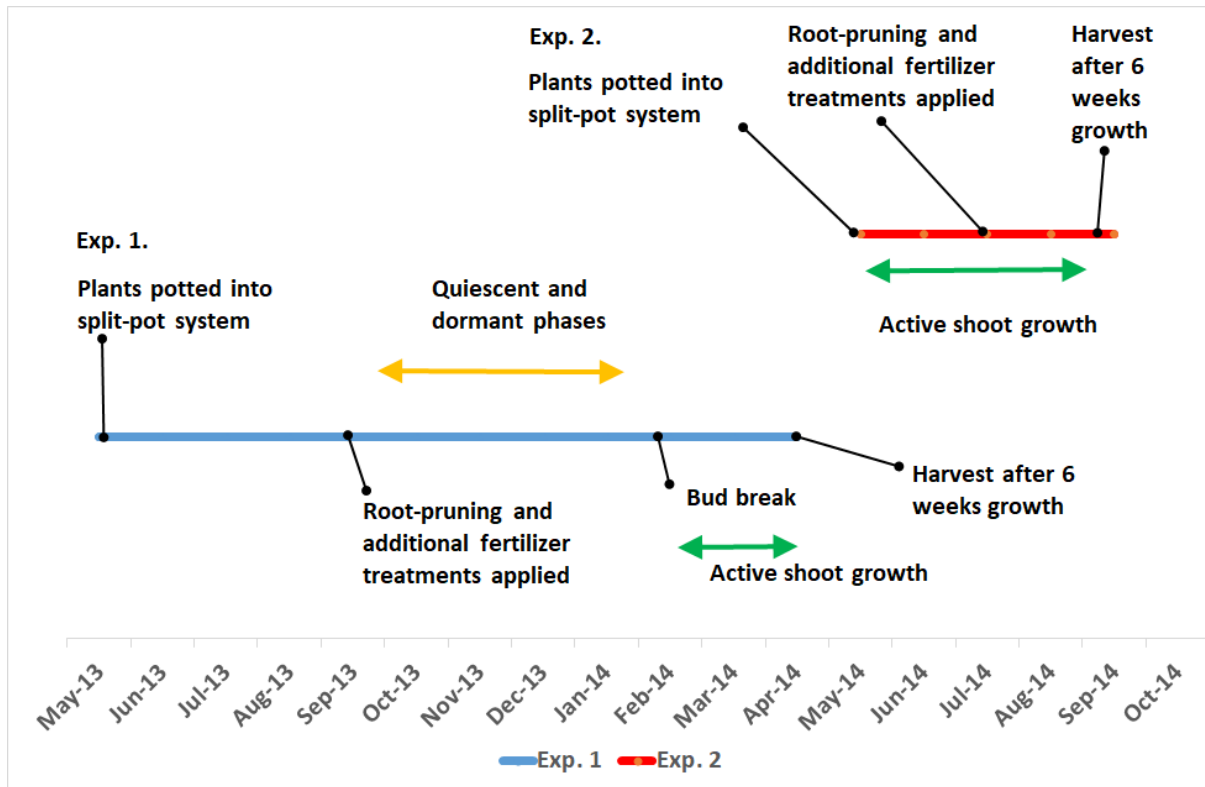 Exp. 2.
Plants potted into
split-pot system
Root-pruning and
additional fertilizer
treatments applied
Harvest
after 6
weeks
growth
Active shoot growth
Exp. 1.
Plants potted into
split-pot system
Quiescent and
dormant phases
Root-pruning and
additional fertilizer
treatments applied
Bud break
Active shoot growth
Harvest after 6
weeks growth
May-13
Jun-13
Jul-13
Aug-13
Sep-13
Oct-13
Nov-13
Dec-13
Jan-14
Feb-14
Mar-14
Apr-14
May-14
Jun-14
Jul-14
Aug-14
Sep-14
Oct-14
Exp. 1
Exp. 2